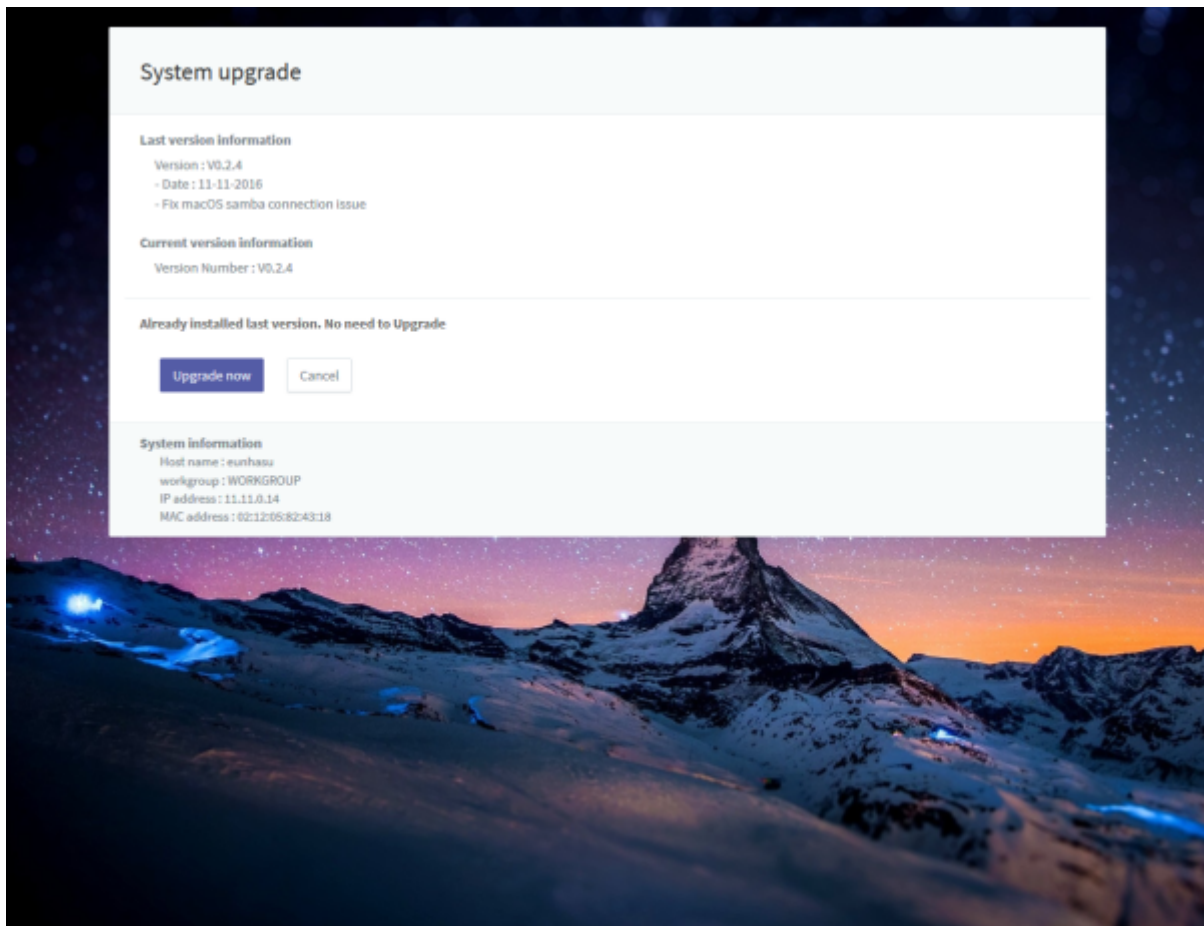 System upgrade
Last version information
Version : V0.2.4
- Date : 11-11-2016
- Fix macOS samba connection issue
Current version information
Version Number : V0.2.4
Already installed last version. No need to Upgrade
Upgrade now
Cancel
System information
Host name : eunhasu
workgroup : WORKGROUP
IP address : 11.11.0.14
MAC address : 02:12:05:82:43:18